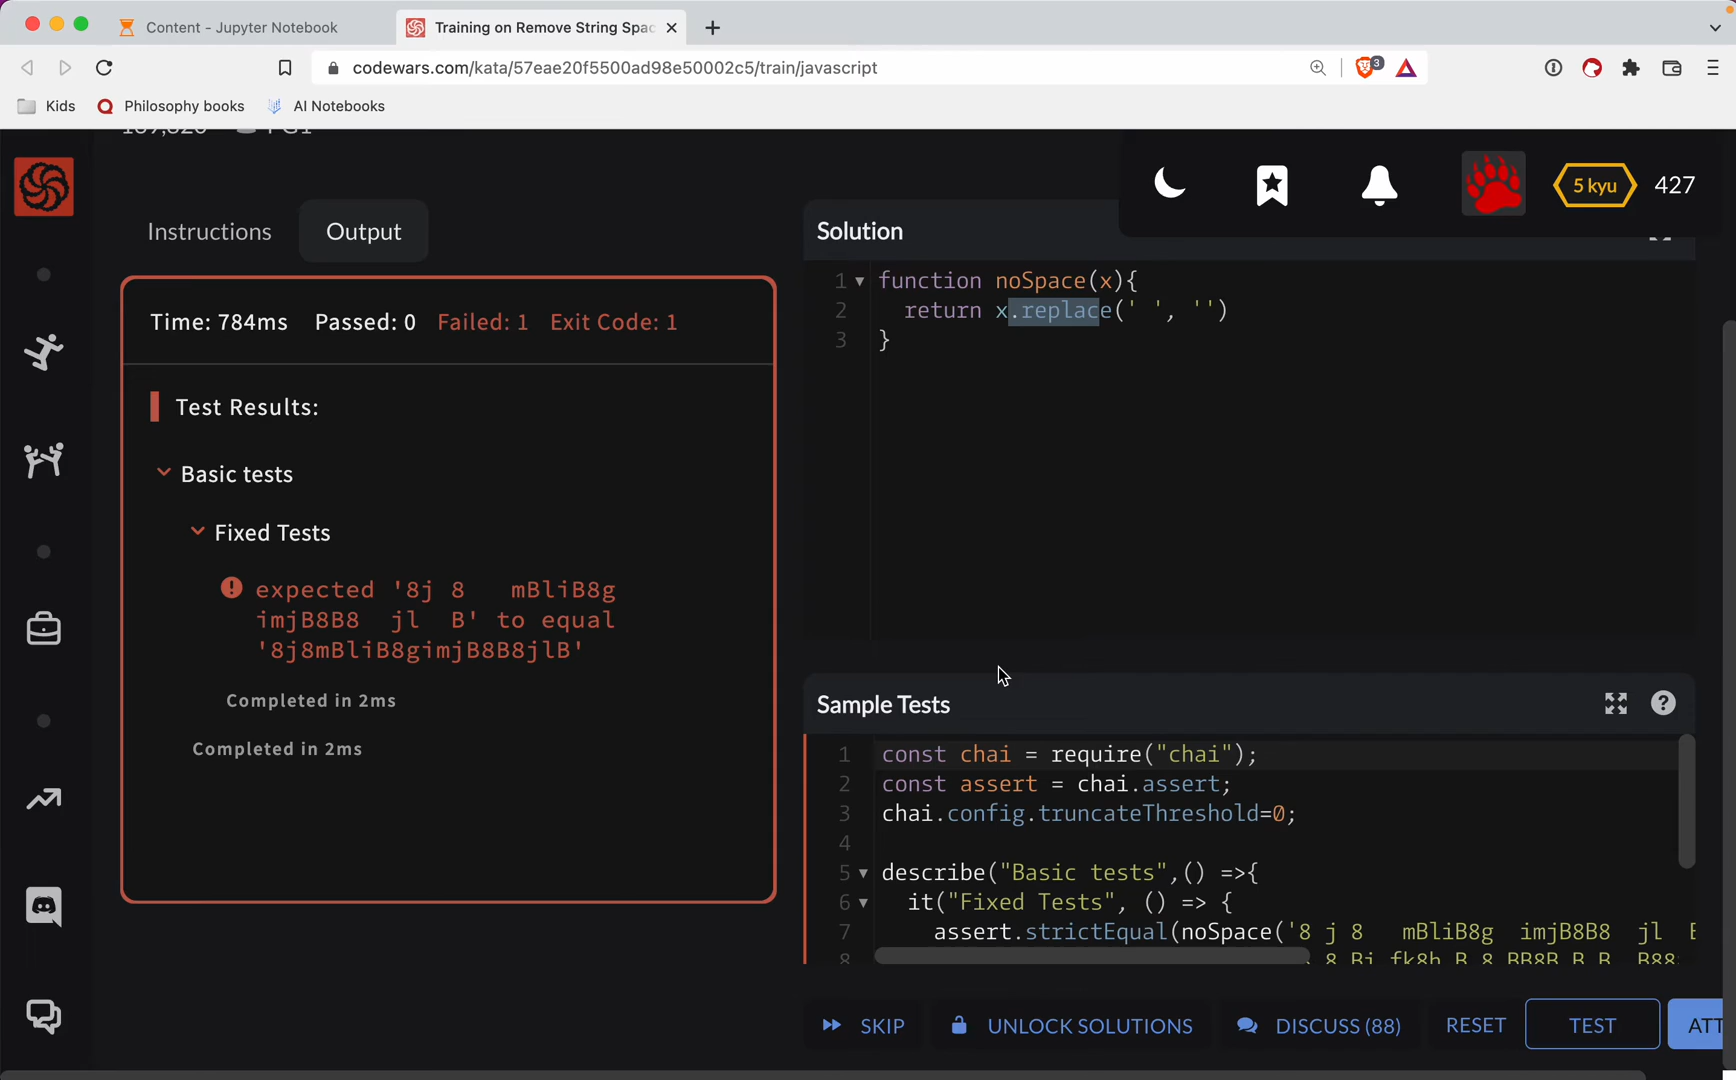 Content - Jupyter Notebook
Training on Remove String Spac
codewars.com/kata/57eae20f5500ad98e50002c5/train/javascript
3
Kids
Philosophy books
AI Notebooks
5 kyu
427
Instructions
Output
Time: 784ms Passed: 0 Failed: 1 Exit Code: 1
Test Results:
Basic tests
Fixed Tests
expected '8j 8   mBliB8g
imjB8B8  jl  B' to equal
'8j8mBliB8gimjB8B8jlB'
Completed in 2ms
Completed in 2ms
Solution
1 function noSpace(x){
2   return x.replace(' ', '')
3 }
Sample Tests
1 const chai = require("chai");
2 const assert = chai.assert;
3 chai.config.truncateThreshold=0;
4
5 describe("Basic tests",() =>{
6   it("Fixed Tests", () => {
7     assert.strictEqual(noSpace('8 j 8   mBliB8g  imjB8B8  jl
8
SKIP
UNLOCK SOLUTIONS
DISCUSS (88)
RESET
TEST
ATT